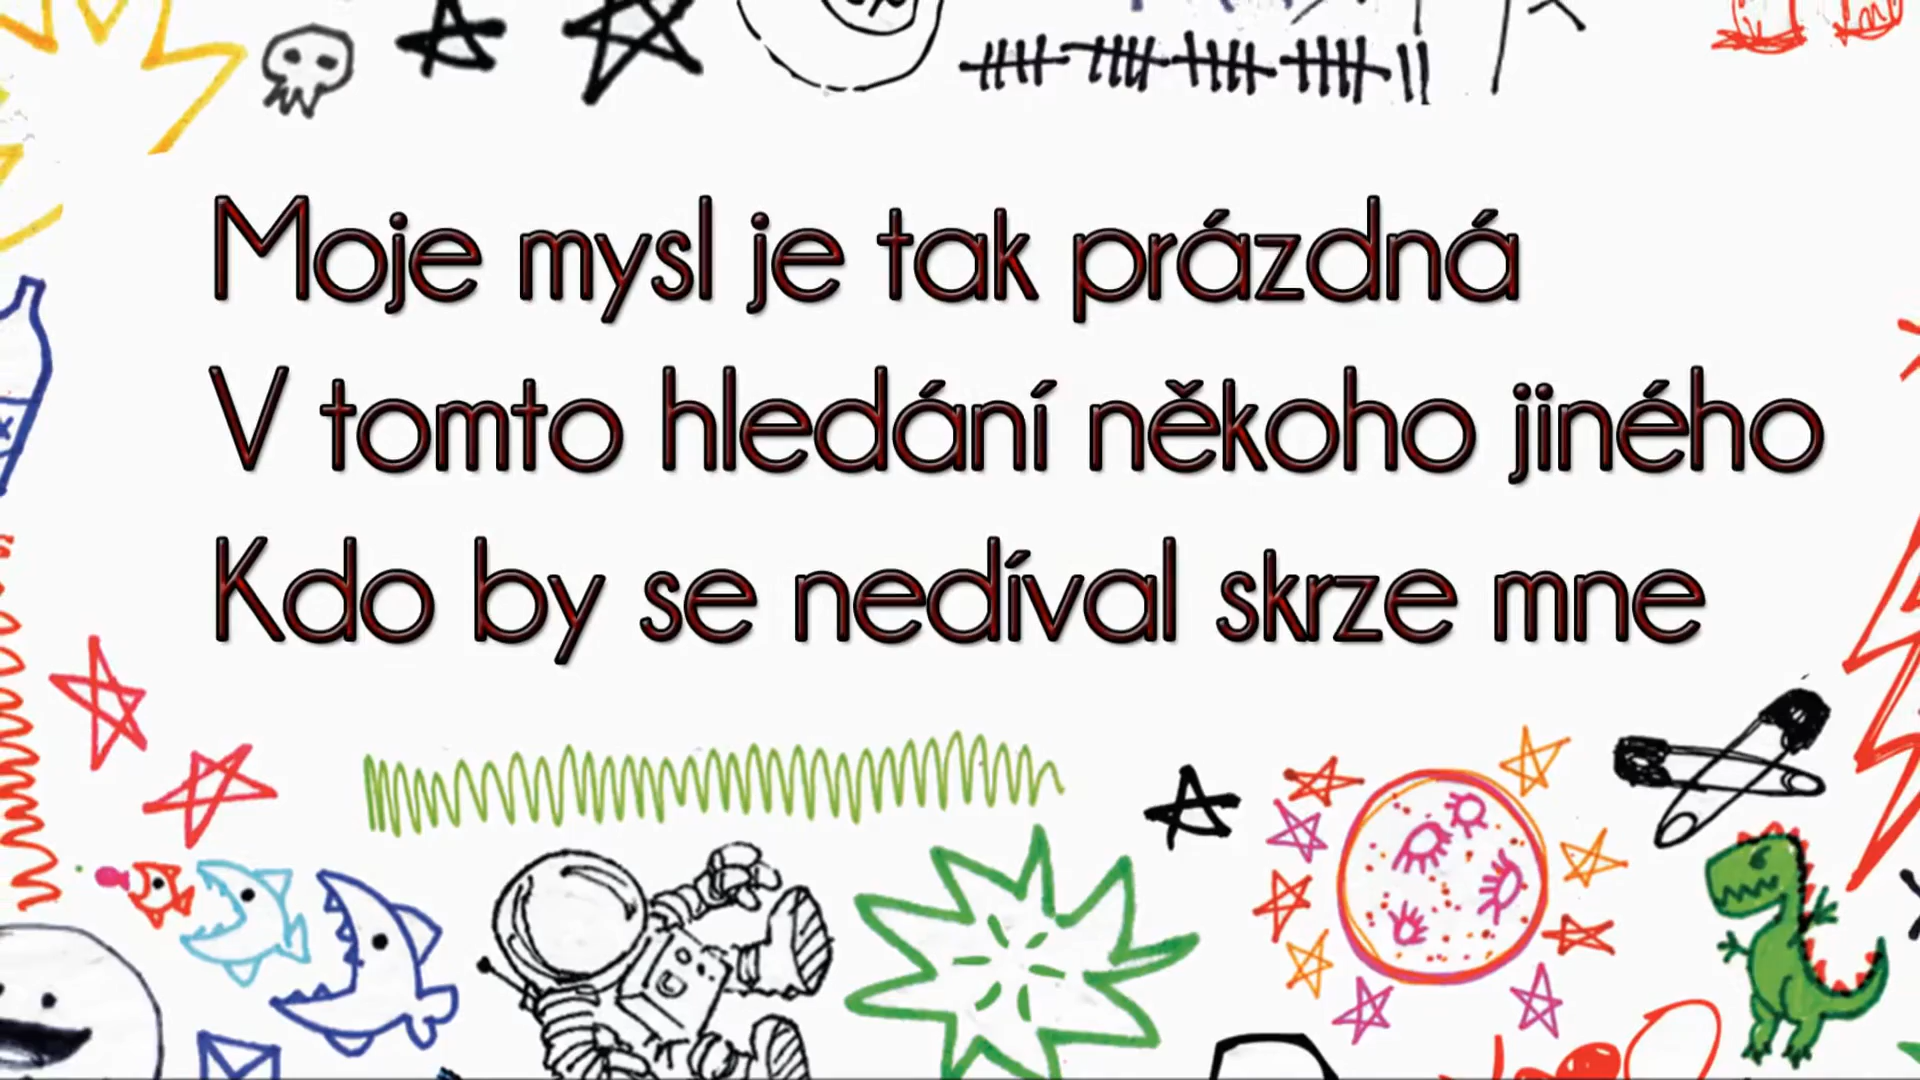 Moje mysl je tak prázdná
V tomto hledání někoho jiného
Kdo by se nedíval skrze mne